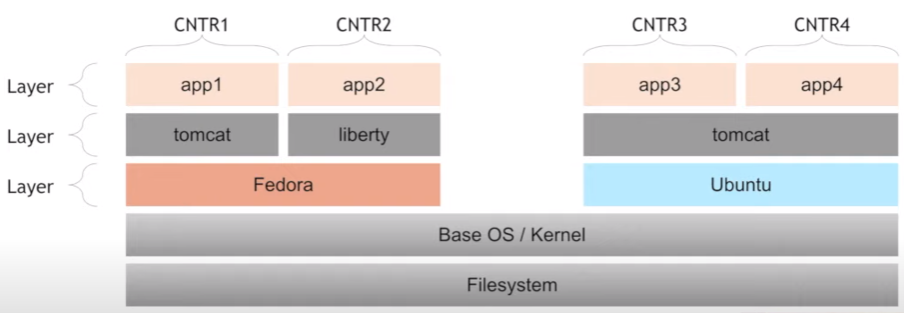 CNTR1 CNTR2 CNTR3 CNTR4
Layer app1 app2 app3 app4
Layer tomcat liberty tomcat
Layer Fedora Ubuntu
Base OS / Kernel
Filesystem